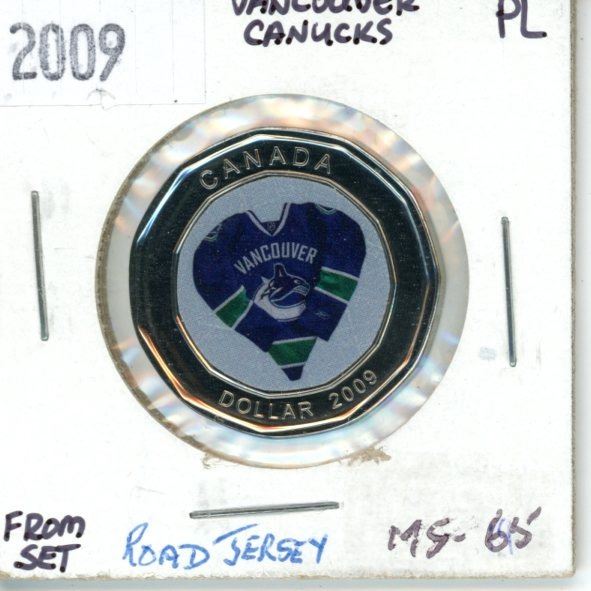 2009
VANCOUVER
CANUCKS
PL
CANADA
VANCOUVER
DOLLAR 2009
FROM
SET
ROAD JERSEY
MS-65